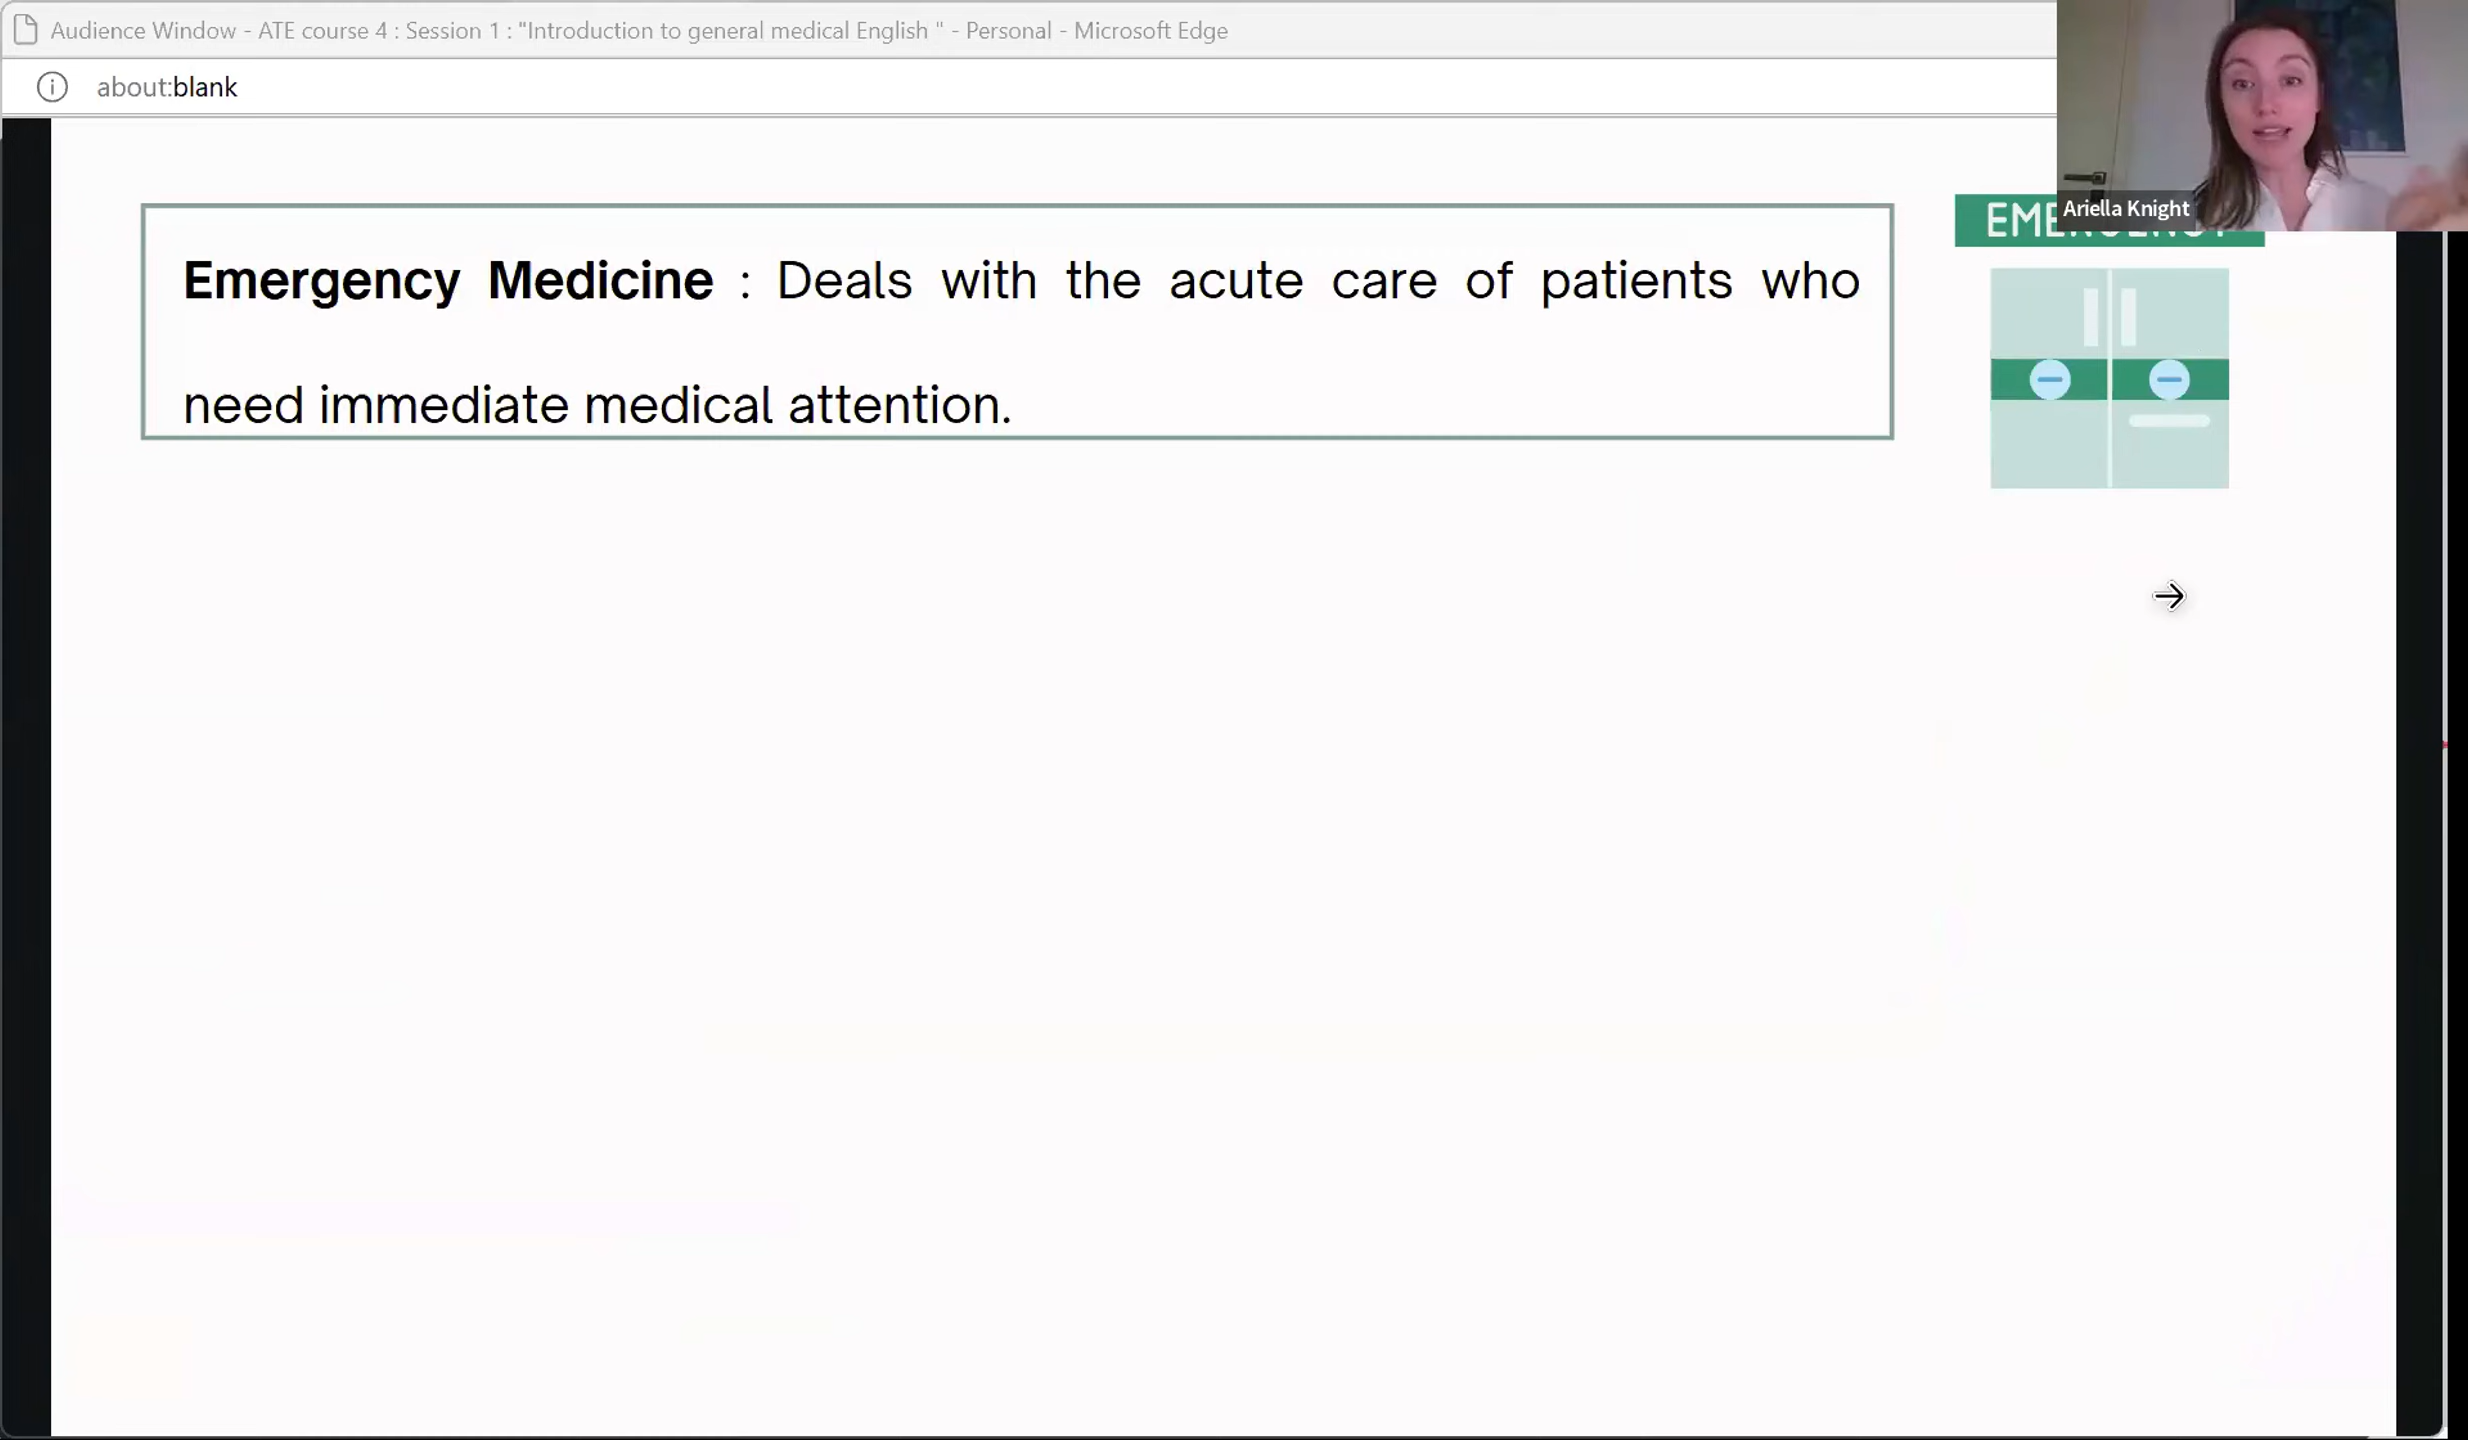 Audience Window - ATE course 4 : Session 1 : "Introduction to general medical English " - Personal - Microsoft Edge
about:blank
Ariella Knight
Emergency Medicine : Deals with the acute care of patients who
need immediate medical attention.